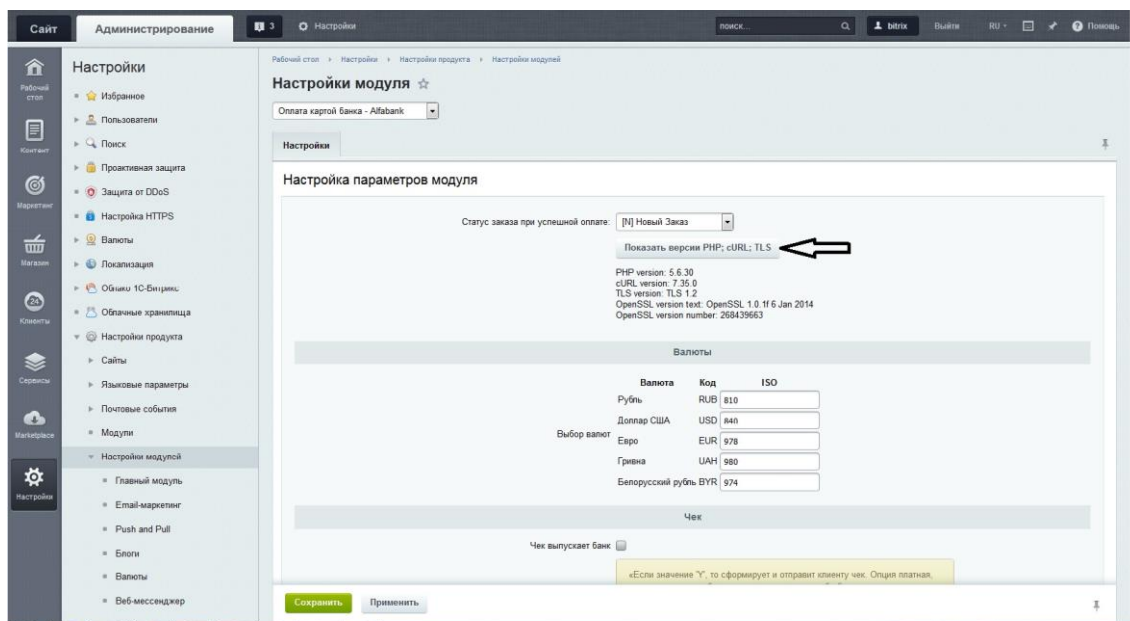 Сайт
Администрирование
3
Настройки
поиск...
bitrix
Выйти
RU
Помощь
Рабочий стол
Контент
Маркетинг
Магазин
24
Клиенты
Сервисы
Marketplace
Настройки
Настройки
Избранное
Пользователи
Поиск
Проактивная защита
Защита от DDoS
Настройка HTTPS
Валюты
Локализация
Облако 1С-Битрикс
Облачные хранилища
Настройки продукта
Сайты
Языковые параметры
Почтовые события
Модули
Настройки модулей
Главный модуль
Email-маркетинг
Push and Pull
Блоги
Валюты
Веб-мессенджер
Рабочий стол Настройки Настройки продукта Настройки модулей
Настройки модуля
Оплата картой банка - Alfabank
Настройки
Настройка параметров модуля
Статус заказа при успешной оплате: [N] Новый Заказ
Показать версии PHP; cURL; TLS
PHP version: 5.6.30
cURL version: 7.35.0
TLS version: TLS 1.2
OpenSSL version text: OpenSSL 1.0.1f 6 Jan 2014
OpenSSL version number: 268439663
Валюты
Валюта Код ISO
Рубль RUB 810
Доллар США USD 840
Выбор валют
Евро EUR 978
Гривна UAH 980
Белорусский рубль BYR 974
Чек
Чек выпускает банк
«Если значение 'Y', то сформирует и отправит клиенту чек. Опция платная,
Сохранить
Применить